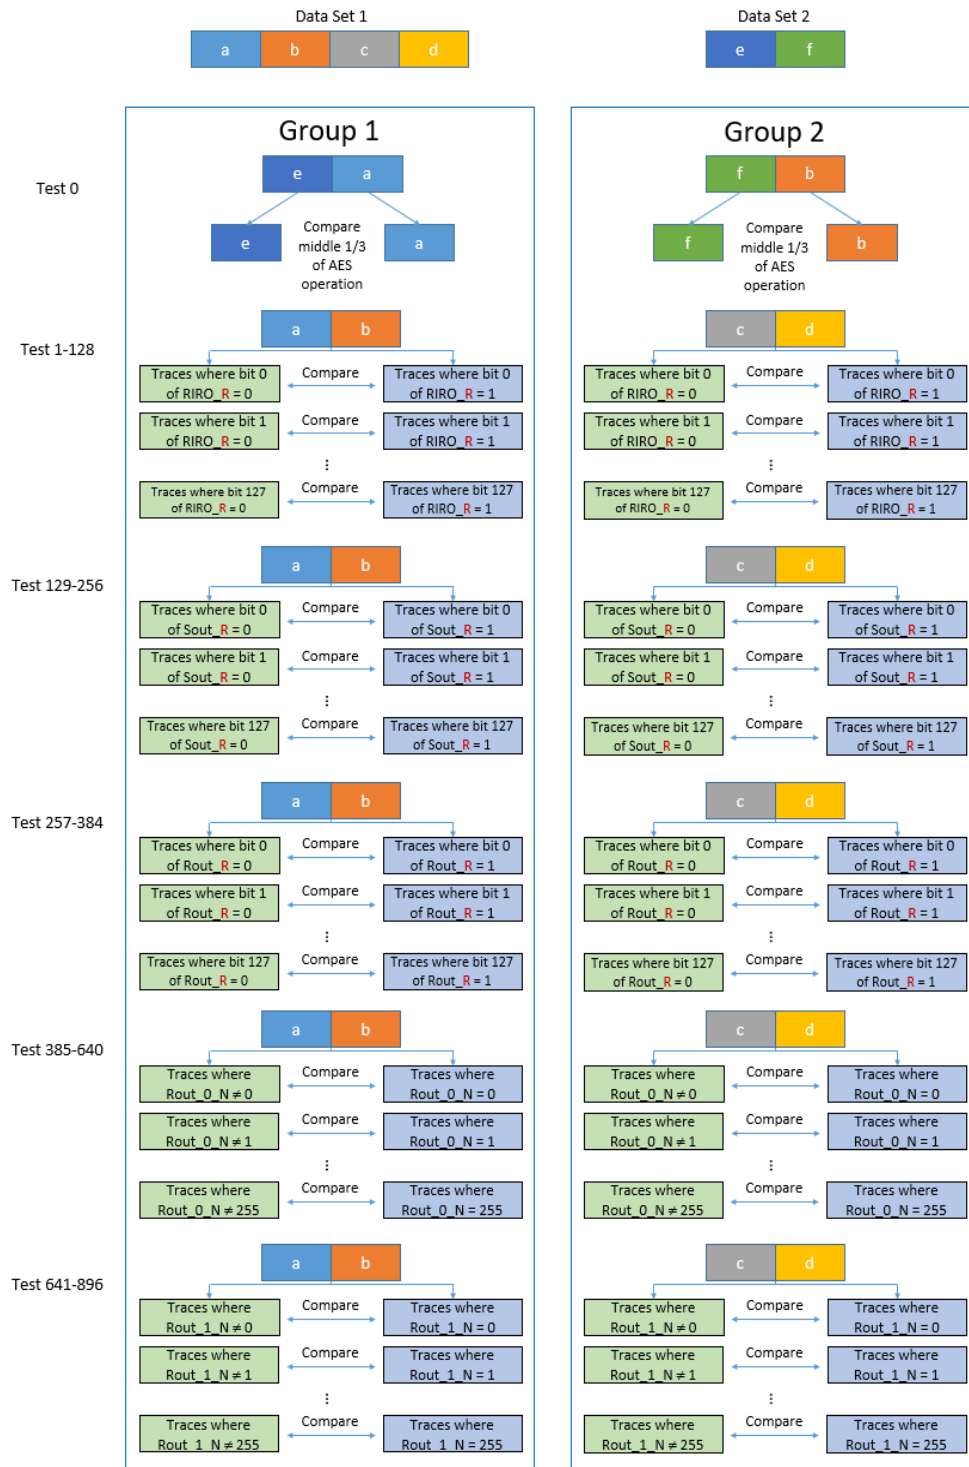 Data Set 1
Data Set 2
a b c d
e f
Group 1
Group 2
Test 0
e a
f b
e
Compare
middle 1/3
of AES
operation
a
f
Compare
middle 1/3
of AES
operation
b
Test 1-128
a b
c d
Traces where bit 0
of RIRO_R = 0
Compare
Traces where bit 0
of RIRO_R = 1
Traces where bit 0
of RIRO_R = 0
Compare
Traces where bit 0
of RIRO_R = 1
Traces where bit 1
of RIRO_R = 0
Compare
Traces where bit 1
of RIRO_R = 1
Traces where bit 1
of RIRO_R = 0
Compare
Traces where bit 1
of RIRO_R = 1
⋮
⋮
Traces where bit 127
of RIRO_R = 0
Compare
Traces where bit 127
of RIRO_R = 1
Traces where bit 127
of RIRO_R = 0
Compare
Traces where bit 127
of RIRO_R = 1
Test 129-256
a b
c d
Traces where bit 0
of Sout_R = 0
Compare
Traces where bit 0
of Sout_R = 1
Traces where bit 0
of Sout_R = 0
Compare
Traces where bit 0
of Sout_R = 1
Traces where bit 1
of Sout_R = 0
Compare
Traces where bit 1
of Sout_R = 1
Traces where bit 1
of Sout_R = 0
Compare
Traces where bit 1
of Sout_R = 1
⋮
⋮
Traces where bit 127
of Sout_R = 0
Compare
Traces where bit 127
of Sout_R = 1
Traces where bit 127
of Sout_R = 0
Compare
Traces where bit 127
of Sout_R = 1
Test 257-384
a b
c d
Traces where bit 0
of Rout_R = 0
Compare
Traces where bit 0
of Rout_R = 1
Traces where bit 0
of Rout_R = 0
Compare
Traces where bit 0
of Rout_R = 1
Traces where bit 1
of Rout_R = 0
Compare
Traces where bit 1
of Rout_R = 1
Traces where bit 1
of Rout_R = 0
Compare
Traces where bit 1
of Rout_R = 1
⋮
⋮
Traces where bit 127
of Rout_R = 0
Compare
Traces where bit 127
of Rout_R = 1
Traces where bit 127
of Rout_R = 0
Compare
Traces where bit 127
of Rout_R = 1
Test 385-640
a b
c d
Traces where
Rout_0_N ≠ 0
Compare
Traces where
Rout_0_N = 0
Traces where
Rout_0_N ≠ 0
Compare
Traces where
Rout_0_N = 0
Traces where
Rout_0_N ≠ 1
Compare
Traces where
Rout_0_N = 1
Traces where
Rout_0_N ≠ 1
Compare
Traces where
Rout_0_N = 1
⋮
⋮
Traces where
Rout_0_N ≠ 255
Compare
Traces where
Rout_0_N = 255
Traces where
Rout_0_N ≠ 255
Compare
Traces where
Rout_0_N = 255
Test 641-896
a b
c d
Traces where
Rout_1_N ≠ 0
Compare
Traces where
Rout_1_N = 0
Traces where
Rout_1_N ≠ 0
Compare
Traces where
Rout_1_N = 0
Traces where
Rout_1_N ≠ 1
Compare
Traces where
Rout_1_N = 1
Traces where
Rout_1_N ≠ 1
Compare
Traces where
Rout_1_N = 1
⋮
⋮
Traces where
Rout_1_N ≠ 255
Compare
Traces where
Rout_1_N = 255
Traces where
Rout_1_N ≠ 255
Compare
Traces where
Rout_1_N = 255